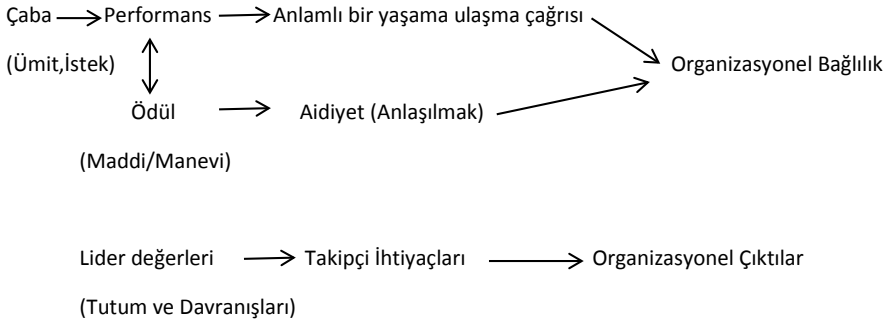 Çaba Performans Anlamlı bir yaşama ulaşma çağrısı
(Ümit,İstek) Organizasyonel Bağlılık
Ödül Aidiyet (Anlaşılmak)
(Maddi/Manevi)
Lider değerleri Takipçi İhtiyaçları Organizasyonel Çıktılar
(Tutum ve Davranışları)